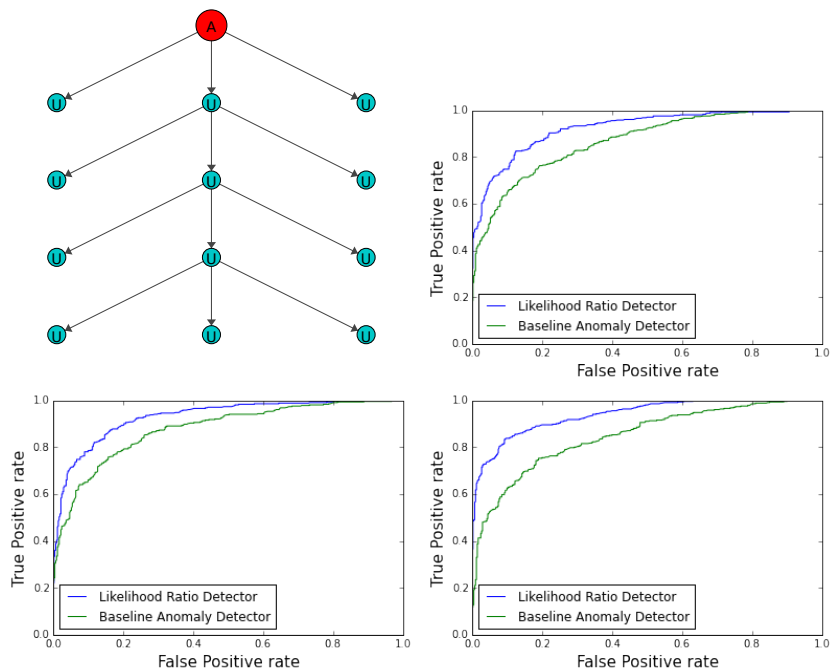 A
U U U
U U U
U U U
U U U
1.0
0.8
0.6
0.4
0.2
0.0
0.0 0.2 0.4 0.6 0.8 1.0
True Positive rate
False Positive rate
Likelihood Ratio Detector
Baseline Anomaly Detector
1.0
0.8
0.6
0.4
0.2
0.0
0.0 0.2 0.4 0.6 0.8 1.0
True Positive rate
False Positive rate
Likelihood Ratio Detector
Baseline Anomaly Detector
1.0
0.8
0.6
0.4
0.2
0.0
0.0 0.2 0.4 0.6 0.8 1.0
True Positive rate
False Positive rate
Likelihood Ratio Detector
Baseline Anomaly Detector